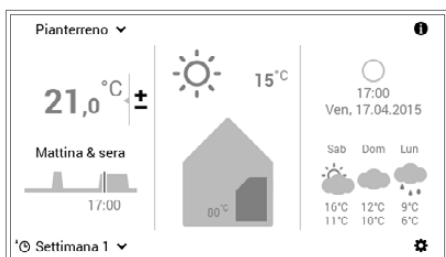 Pianterreno
21,0 °C ±
Mattina & sera
17:00
Settimana 1
15°C
00°C
17:00
Ven, 17.04.2015
Sab Dom Lun
16°C 12°C 9°C
11°C 10°C 6°C